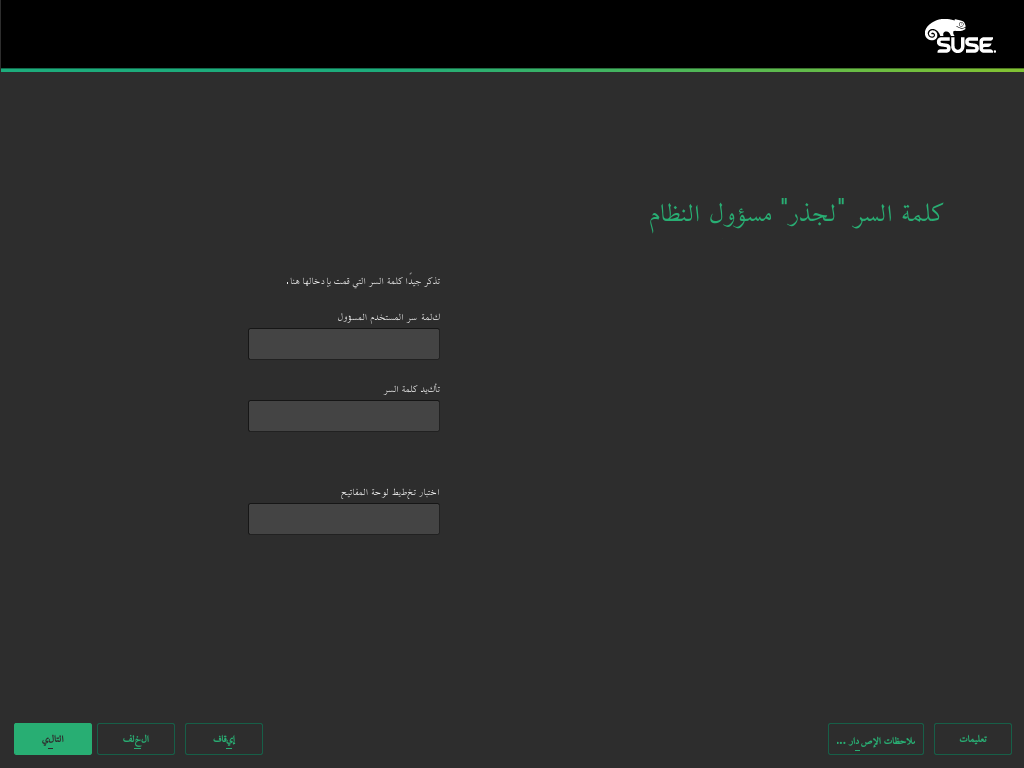 SUSE
كلمة السر "لجذر" مسؤول النظام
تذكر جيدًا كلمة السر التي قمت بإدخالها هنا.
كلمة سر المستخدم المسؤول
تأكيد كلمة السر
اختبار تخطيط لوحة المفاتيح
تعليمات
ملاحظات الإصدار ...
إيقاف
الخلف
التالي